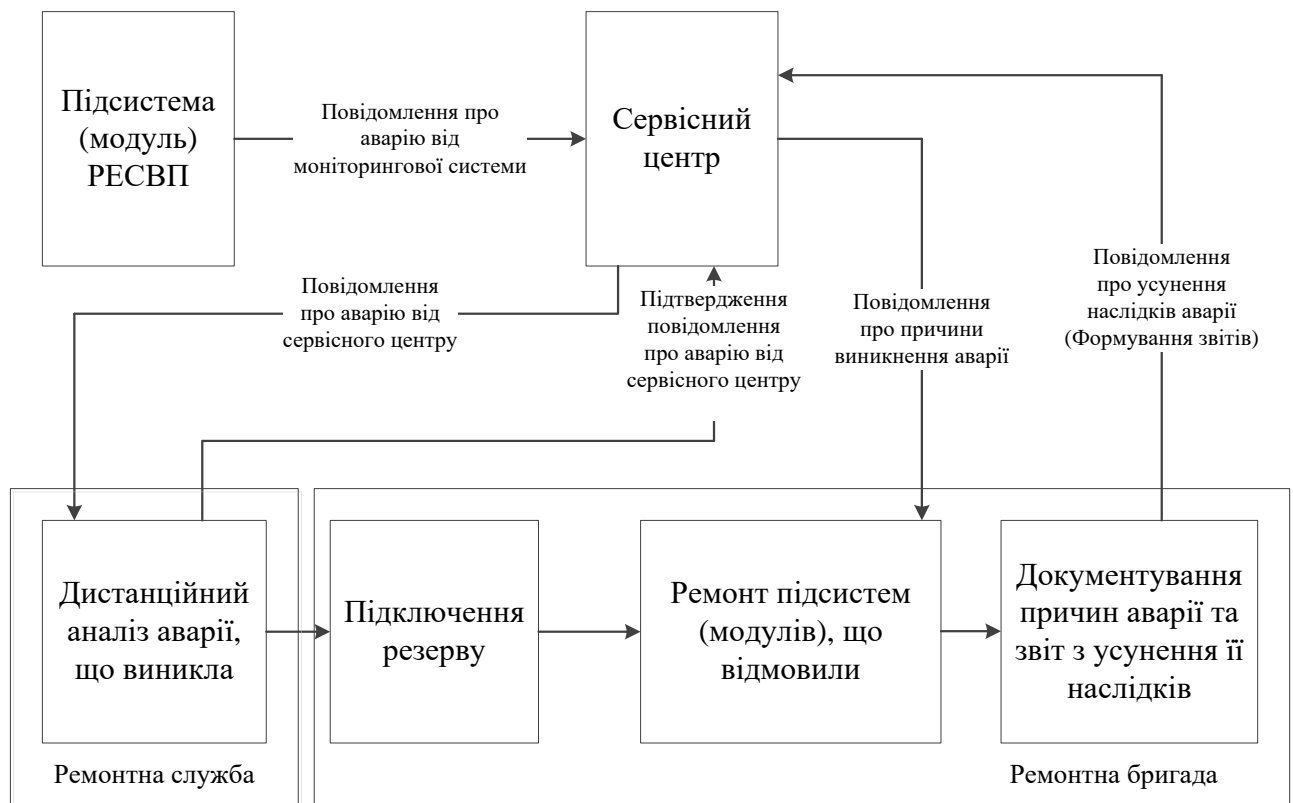 Підсистема
(модуль)
РЕСВП
Повідомлення про
аварію від
моніторингової системи
Сервісний
центр
Повідомлення
про аварію від
сервісного центру
Підтвердження
повідомлення
про аварію від
сервісного центру
Повідомлення
про причини
виникнення аварії
Повідомлення
про усунення
наслідків аварії
(Формування звітів)
Дистанційний
аналіз аварії,
що виникла
Підключення
резерву
Ремонт підсистем
(модулів), що
відмовили
Документування
причин аварії та
звіт з усунення її
наслідків
Ремонтна служба
Ремонтна бригада